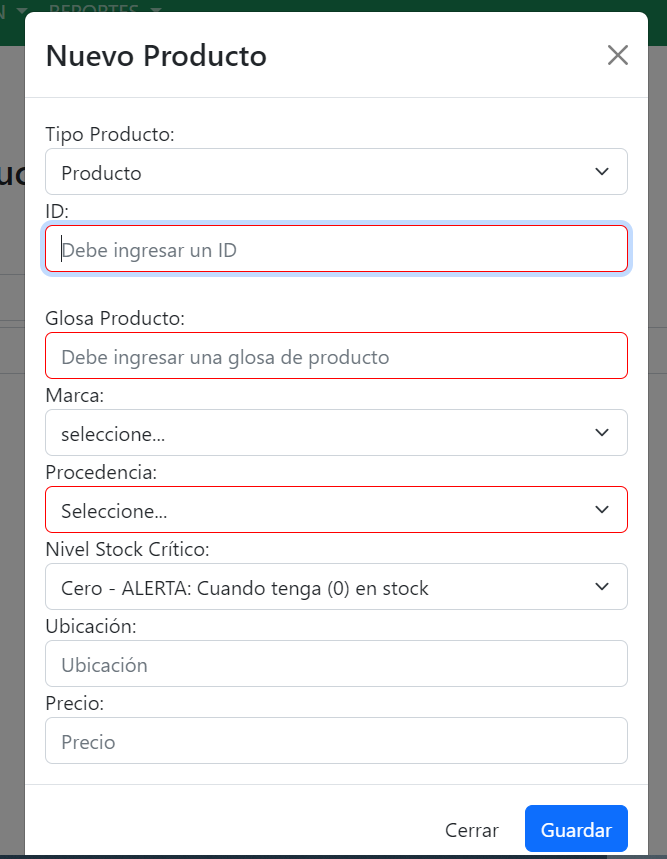 REPORTES
Nuevo Producto
Tipo Producto:
Producto
ID:
Debe ingresar un ID
Glosa Producto:
Debe ingresar una glosa de producto
Marca:
seleccione...
Procedencia:
Seleccione...
Nivel Stock Crítico:
Cero - ALERTA: Cuando tenga (0) en stock
Ubicación:
Ubicación
Precio:
Precio
Cerrar
Guardar